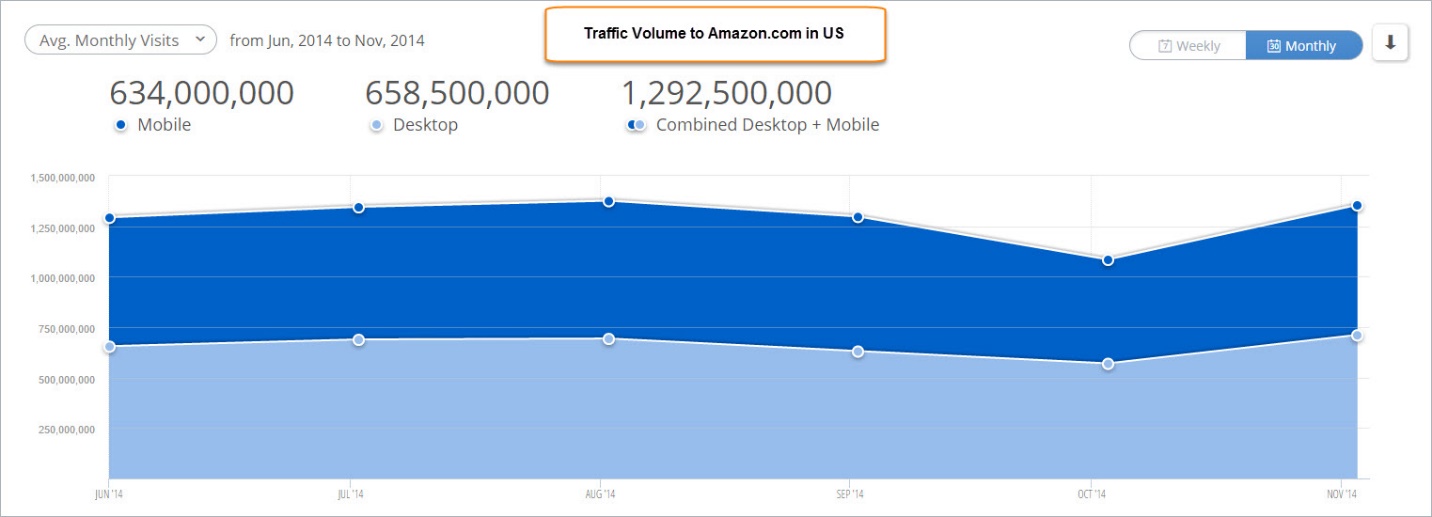 Traffic Volume to Amazon.com in US
Avg. Monthly Visits from Jun, 2014 to Nov, 2014
7 Weekly 30 Monthly
634,000,000 658,500,000 1,292,500,000
Mobile Desktop Combined Desktop + Mobile
1,500,000,000
1,250,000,000
1,000,000,000
750,000,000
500,000,000
250,000,000
JUN '14 JUL '14 AUG '14 SEP '14 OCT '14 NOV '14